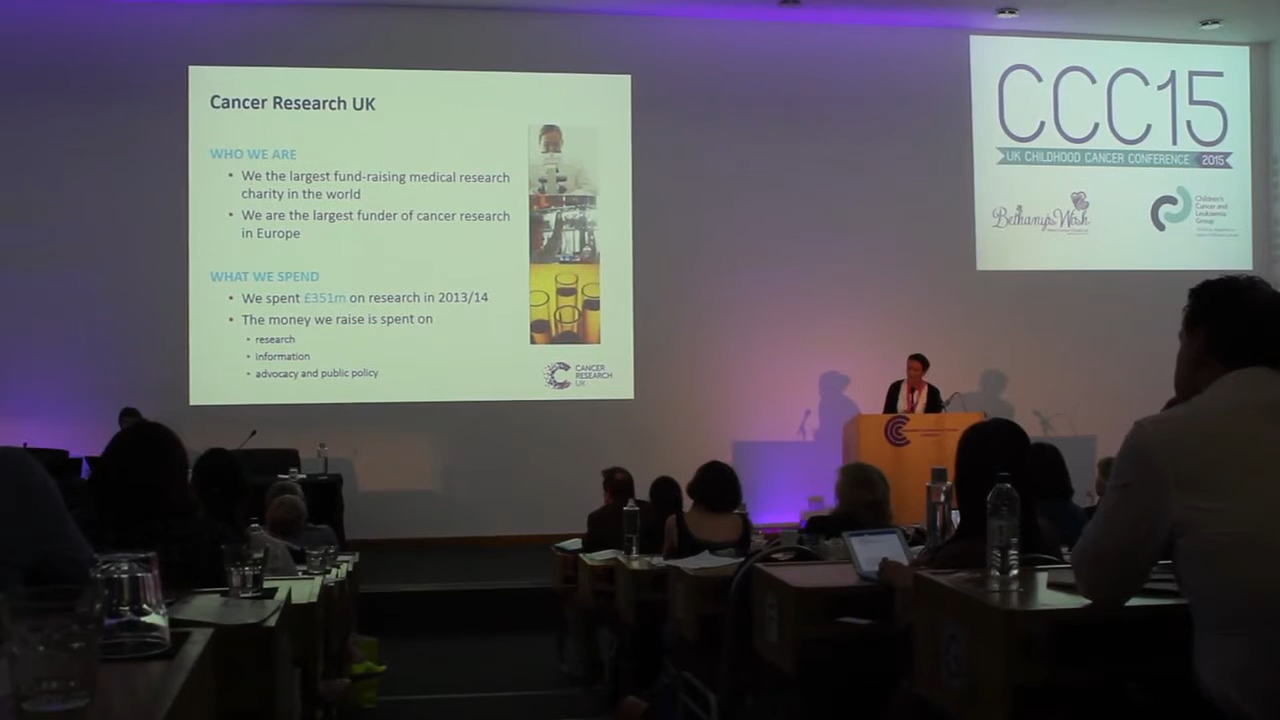 Cancer Research UK
WHO WE ARE
• We the largest fund-raising medical research
charity in the world
• We are the largest funder of cancer research
in Europe
WHAT WE SPEND
• We spent £351m on research in 2013/14
• The money we raise is spent on
• research
• information
• advocacy and public policy
CANCER
RESEARCH
UK
CCC15
UK CHILDHOOD CANCER CONFERENCE 2015
Bethany's Wish
Children's
Cancer and
Leukaemia
Group